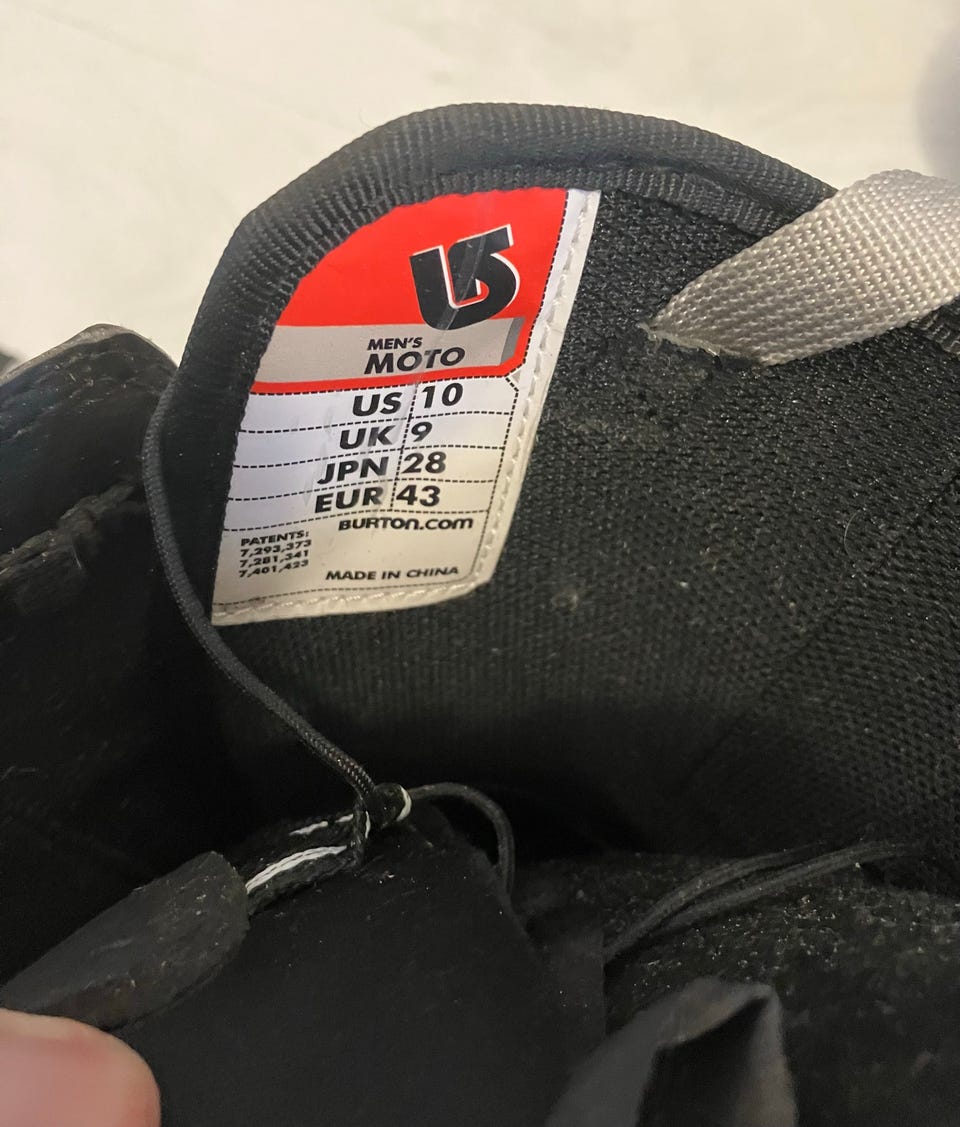 MEN'S
MOTO
US 10
UK 9
JPN 28
EUR 43
BURTON.COM
PATENTS:
7,293,373
7,281,341
7,401,423
MADE IN CHINA